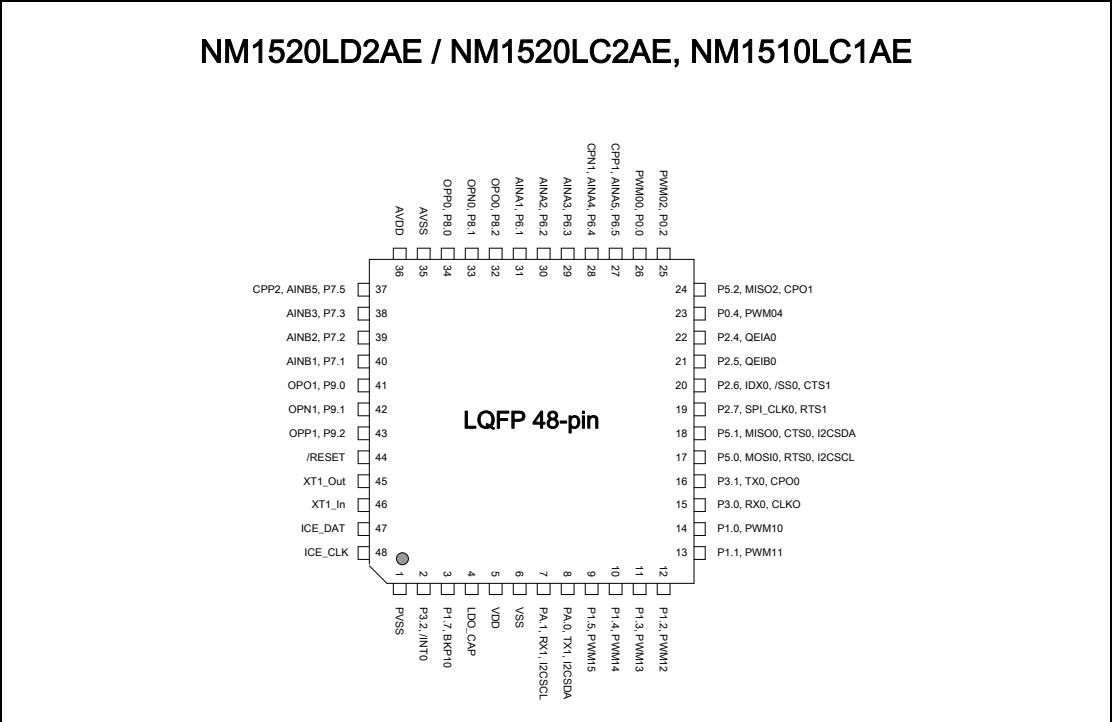 NM1520LD2AE / NM1520LC2AE, NM1510LC1AE
AVDD
AVSS
OPP0, P8.0
OPN0, P8.1
OPO0, P8.2
AINA1, P6.1
AINA2, P6.2
AINA3, P6.3
CPN1, AINA4, P6.4
CPP1, AINA5, P6.5
PWM00, P0.0
PWM02, P0.2
36
35
34
33
32
31
30
29
28
27
26
25
CPP2, AINB5, P7.5 37
AINB3, P7.3 38
AINB2, P7.2 39
AINB1, P7.1 40
OPO1, P9.0 41
OPN1, P9.1 42
OPP1, P9.2 43
/RESET 44
XT1_Out 45
XT1_In 46
ICE_DAT 47
ICE_CLK 48
LQFP 48-pin
24 P5.2, MISO2, CPO1
23 P0.4, PWM04
22 P2.4, QEIA0
21 P2.5, QEIB0
20 P2.6, IDX0, /SS0, CTS1
19 P2.7, SPI_CLK0, RTS1
18 P5.1, MISO0, CTS0, I2CSDA
17 P5.0, MOSI0, RTS0, I2CSCL
16 P3.1, TX0, CPO0
15 P3.0, RX0, CLKO
14 P1.0, PWM10
13 P1.1, PWM11
1
2
3
4
5
6
7
8
9
10
11
12
PVSS
P3.2, /INT0
P1.7, BKP10
LDO_CAP
VDD
VSS
PA.1, RX1, I2CSCL
PA.0, TX1, I2CSDA
P1.5, PWM15
P1.4, PWM14
P1.3, PWM13
P1.2, PWM12